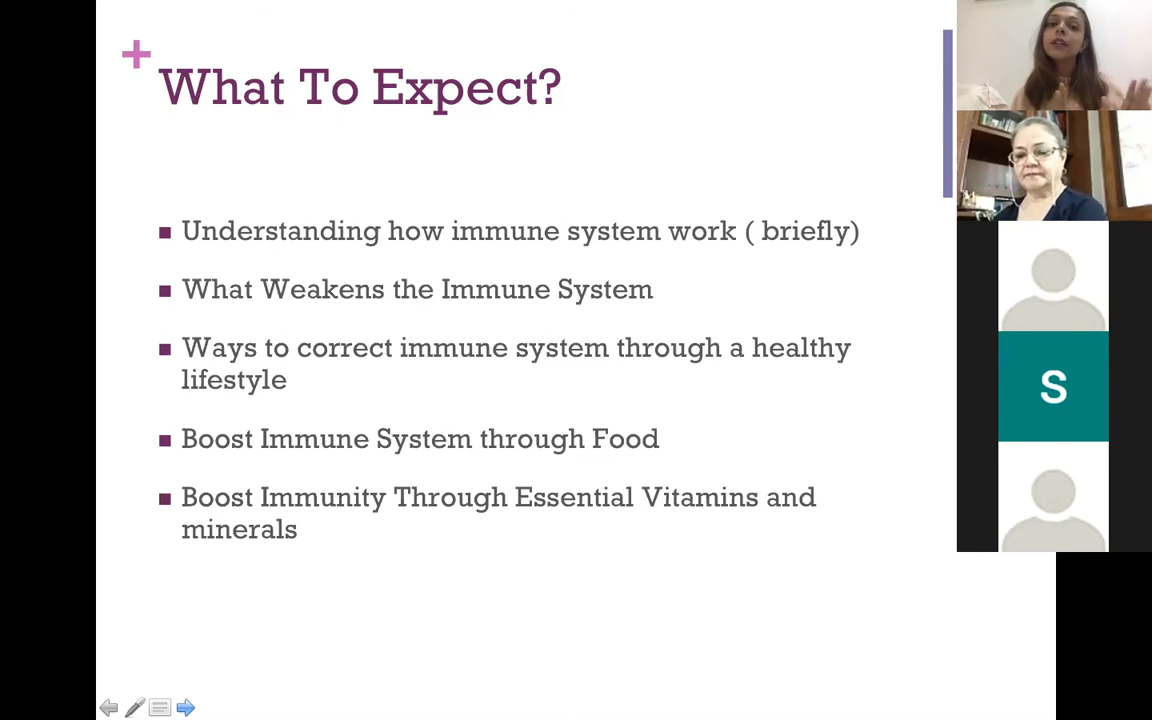 +
What To Expect?
Understanding how immune system work ( briefly)
What Weakens the Immune System
Ways to correct immune system through a healthy
lifestyle
Boost Immune System through Food
Boost Immunity Through Essential Vitamins and
minerals
S